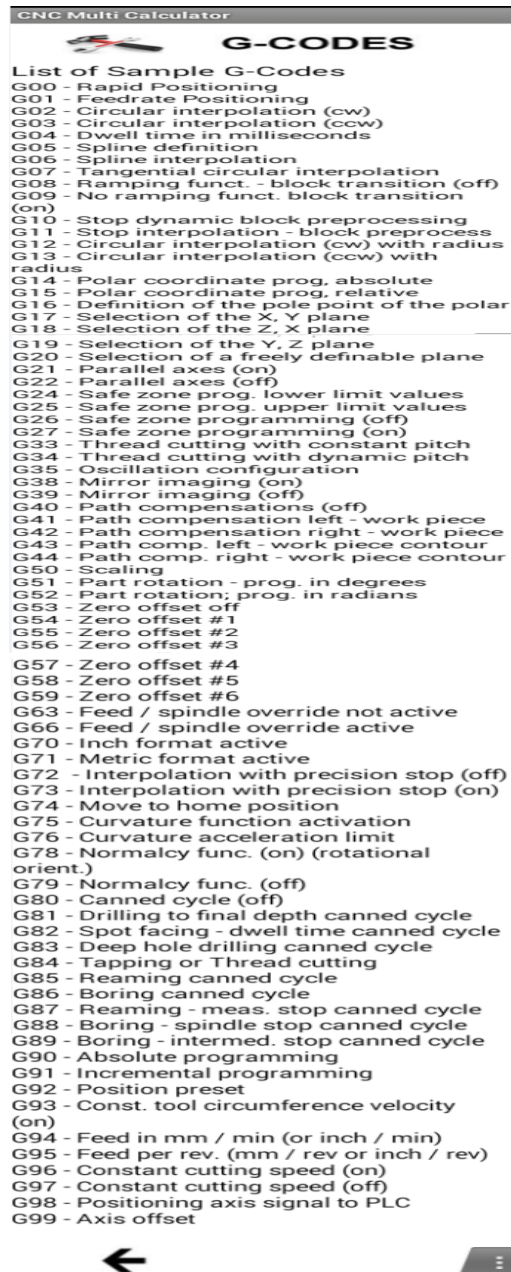 CNC Multi Calculator
G-CODES
List of Sample G-Codes
G00 - Rapid Positioning
G01 - Feedrate Positioning
G02 - Circular interpolation (cw)
G03 - Circular interpolation (ccw)
G04 - Dwell time in milliseconds
G05 - Spline definition
G06 - Spline interpolation
G07 - Tangential circular interpolation
G08 - Ramping funct. - block transition (off)
G09 - No ramping funct. block transition
(on)
G10 - Stop dynamic block preprocessing
G11 - Stop interpolation - block preprocess
G12 - Circular interpolation (cw) with radius
G13 - Circular interpolation (ccw) with
radius
G14 - Polar coordinate prog, absolute
G15 - Polar coordinate prog, relative
G16 - Definition of the pole point of the polar
G17 - Selection of the X, Y plane
G18 - Selection of the Z, X plane
G19 - Selection of the Y, Z plane
G20 - Selection of a freely definable plane
G21 - Parallel axes (on)
G22 - Parallel axes (off)
G24 - Safe zone prog. lower limit values
G25 - Safe zone prog. upper limit values
G26 - Safe zone programming (off)
G27 - Safe zone programming (on)
G33 - Thread cutting with constant pitch
G34 - Thread cutting with dynamic pitch
G35 - Oscillation configuration
G38 - Mirror imaging (on)
G39 - Mirror imaging (off)
G40 - Path compensations (off)
G41 - Path compensation left - work piece
G42 - Path compensation right - work piece
G43 - Path comp. left - work piece contour
G44 - Path comp. right - work piece contour
G50 - Scaling
G51 - Part rotation - prog. in degrees
G52 - Part rotation; prog. in radians
G53 - Zero offset off
G54 - Zero offset #1
G55 - Zero offset #2
G56 - Zero offset #3
G57 - Zero offset #4
G58 - Zero offset #5
G59 - Zero offset #6
G63 - Feed / spindle override not active
G66 - Feed / spindle override active
G70 - Inch format active
G71 - Metric format active
G72 - Interpolation with precision stop (off)
G73 - Interpolation with precision stop (on)
G74 - Move to home position
G75 - Curvature function activation
G76 - Curvature acceleration limit
G78 - Normalcy func. (on) (rotational
orient.)
G79 - Normalcy func. (off)
G80 - Canned cycle (off)
G81 - Drilling to final depth canned cycle
G82 - Spot facing - dwell time canned cycle
G83 - Deep hole drilling canned cycle
G84 - Tapping or Thread cutting
G85 - Reaming canned cycle
G86 - Boring canned cycle
G87 - Reaming - meas. stop canned cycle
G88 - Boring - spindle stop canned cycle
G89 - Boring - intermed. stop canned cycle
G90 - Absolute programming
G91 - Incremental programming
G92 - Position preset
G93 - Const. tool circumference velocity
(on)
G94 - Feed in mm / min (or inch / min)
G95 - Feed per rev. (mm / rev or inch / rev)
G96 - Constant cutting speed (on)
G97 - Constant cutting speed (off)
G98 - Positioning axis signal to PLC
G99 - Axis offset